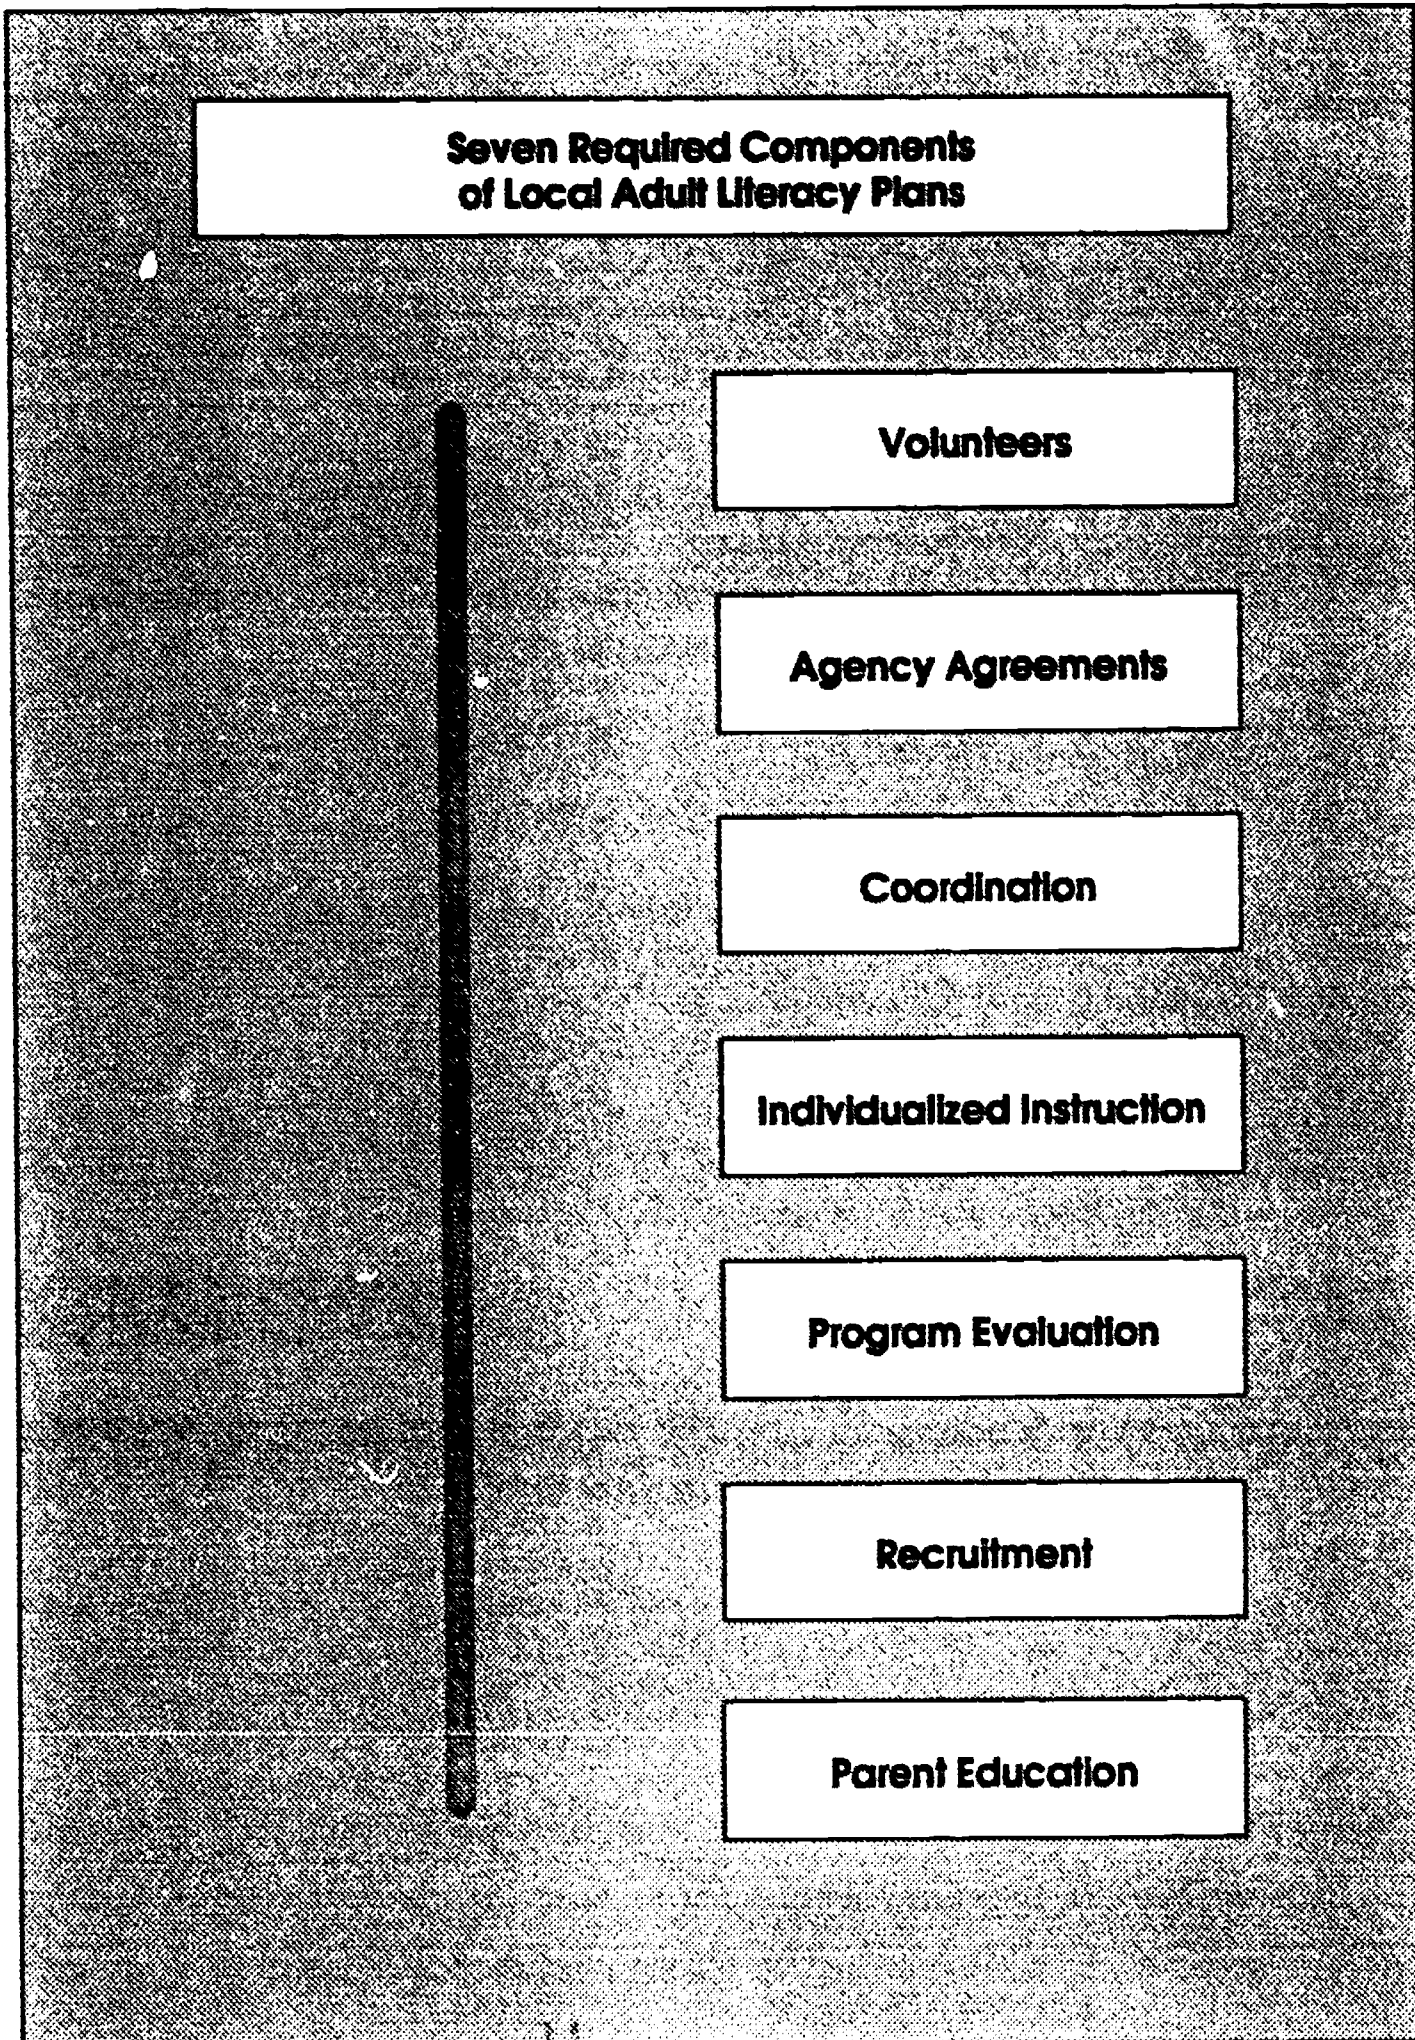 Seven Required Components
of Local Adult Literacy Plans
Volunteers
Agency Agreements
Coordination
Individualized Instruction
Program Evaluation
Recruitment
Parent Education